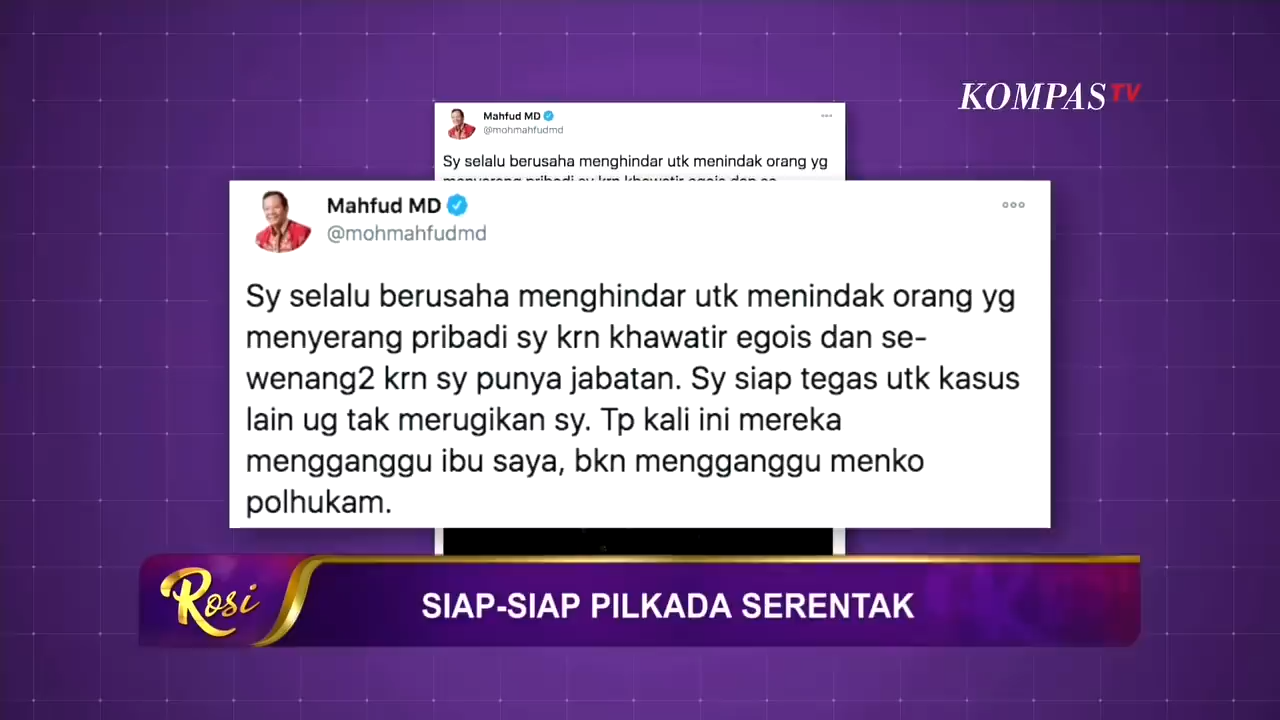 KOMPASTV
Mahfud MD
@mohmahfudmd
Sy selalu berusaha menghindar utk menindak orang yg
Mahfud MD
@mohmahfudmd
Sy selalu berusaha menghindar utk menindak orang yg
menyerang pribadi sy krn khawatir egois dan se-
wenang2 krn sy punya jabatan. Sy siap tegas utk kasus
lain ug tak merugikan sy. Tp kali ini mereka
mengganggu ibu saya, bkn mengganggu menko
polhukam.
Rosi
SIAP-SIAP PILKADA SERENTAK